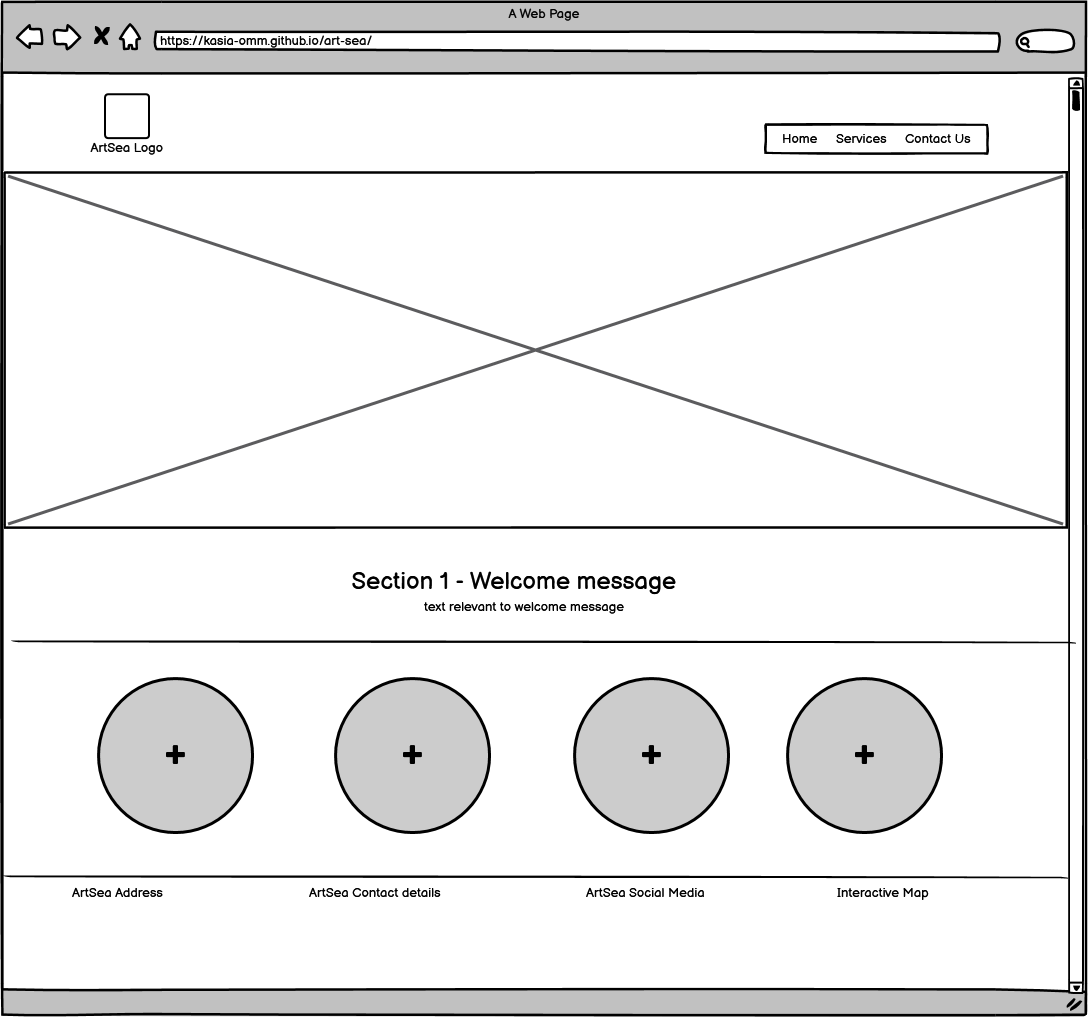 A Web Page
https://kasia-omm.github.io/art-sea/
ArtSea Logo
Home Services Contact Us
Section 1 - Welcome message
text relevant to welcome message
ArtSea Address
ArtSea Contact details
ArtSea Social Media
Interactive Map